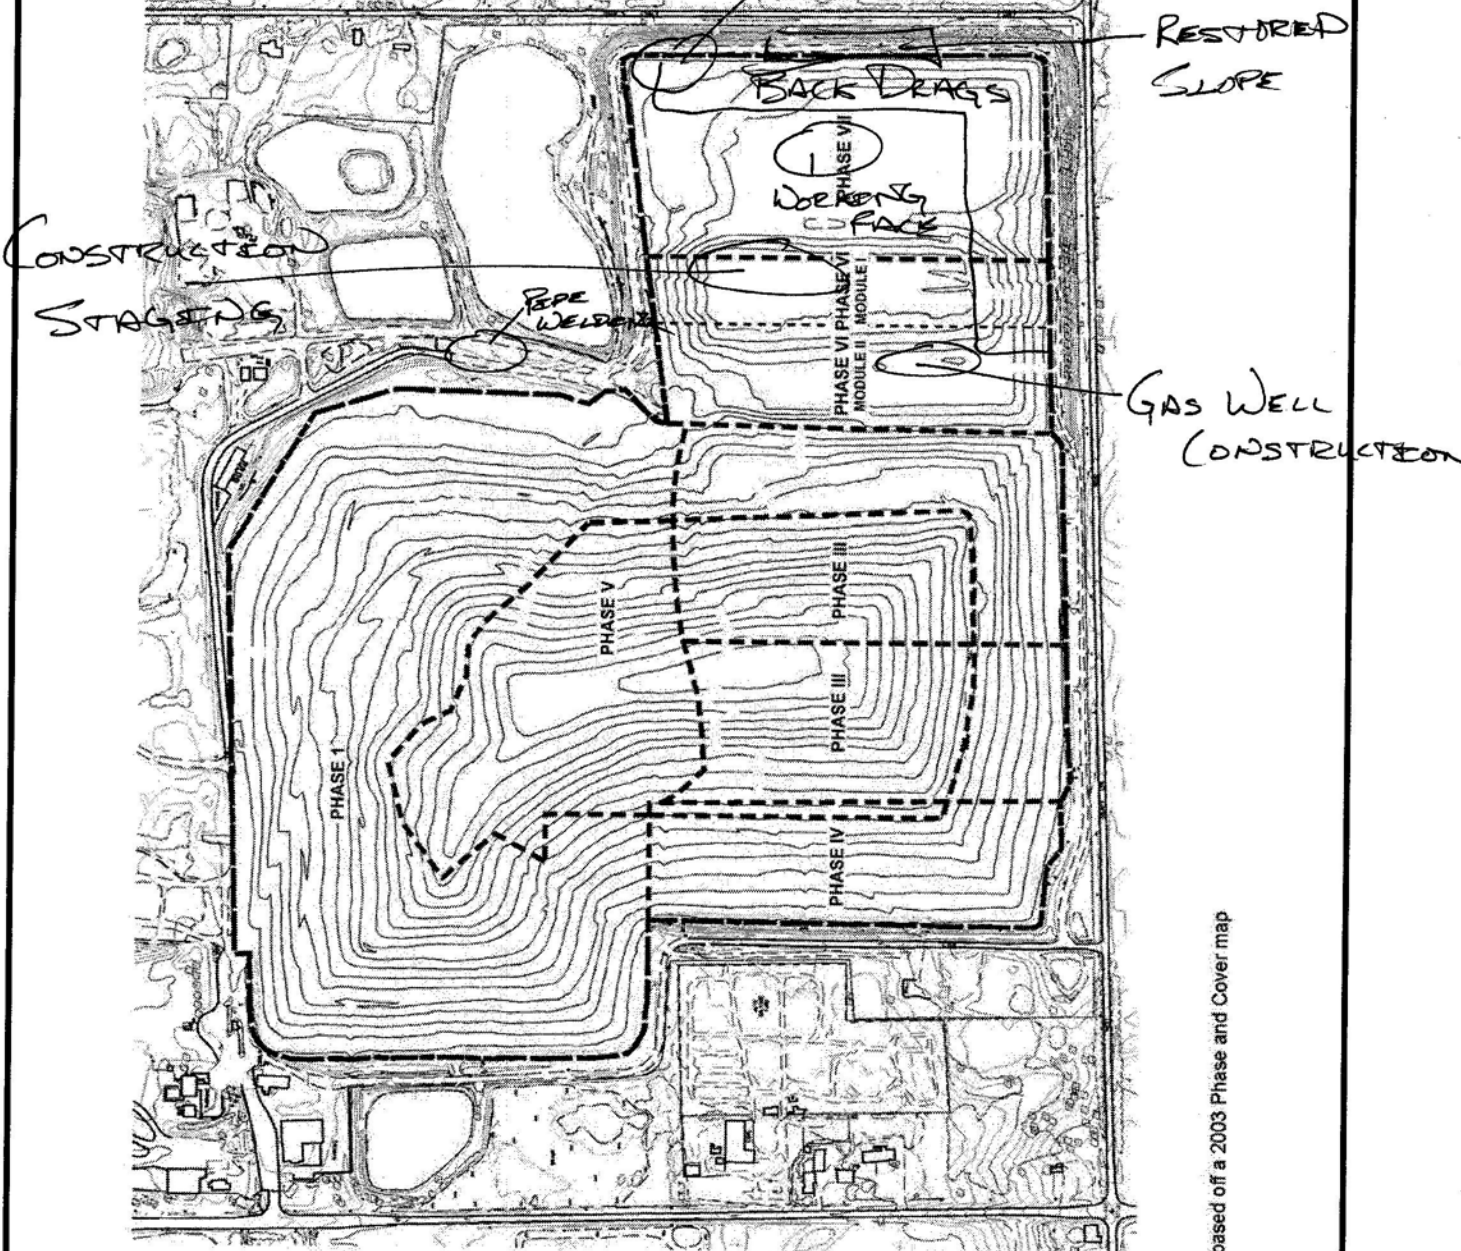 RESTORED
SLOPE
BACK DRAGS
1
WORKING
FACE
PHASE VII
CONSTRUCTION
STAGING
PIPE
WELDING
PHASE VI
MODULE I
PHASE VI
MODULE II
GAS WELL
CONSTRUCTION
PHASE III
PHASE V
PHASE III
PHASE 1
PHASE IV
based off a 2003 Phase and Cover map